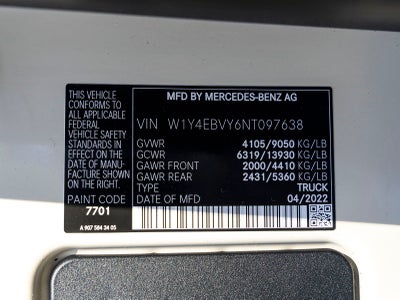 THIS VEHICLE
CONFORMS TO
ALL APPLICABLE
FEDERAL
VEHICLE SAFETY
STANDARDS IN
EFFECT ON THE
DATE OF MANU-
FACTURE SHOWN
ON THIS LABEL.
PAINT CODE
7701
A 907 584 34 05
MFD BY MERCEDES-BENZ AG
VIN W1Y4EBVY6NT097638
GVWR 4105/9050 KG/LB
GCWR 6319/13930 KG/LB
GAWR FRONT 2000/4410 KG/LB
GAWR REAR 2431/5360 KG/LB
TYPE TRUCK
DATE OF MFD 04/2022